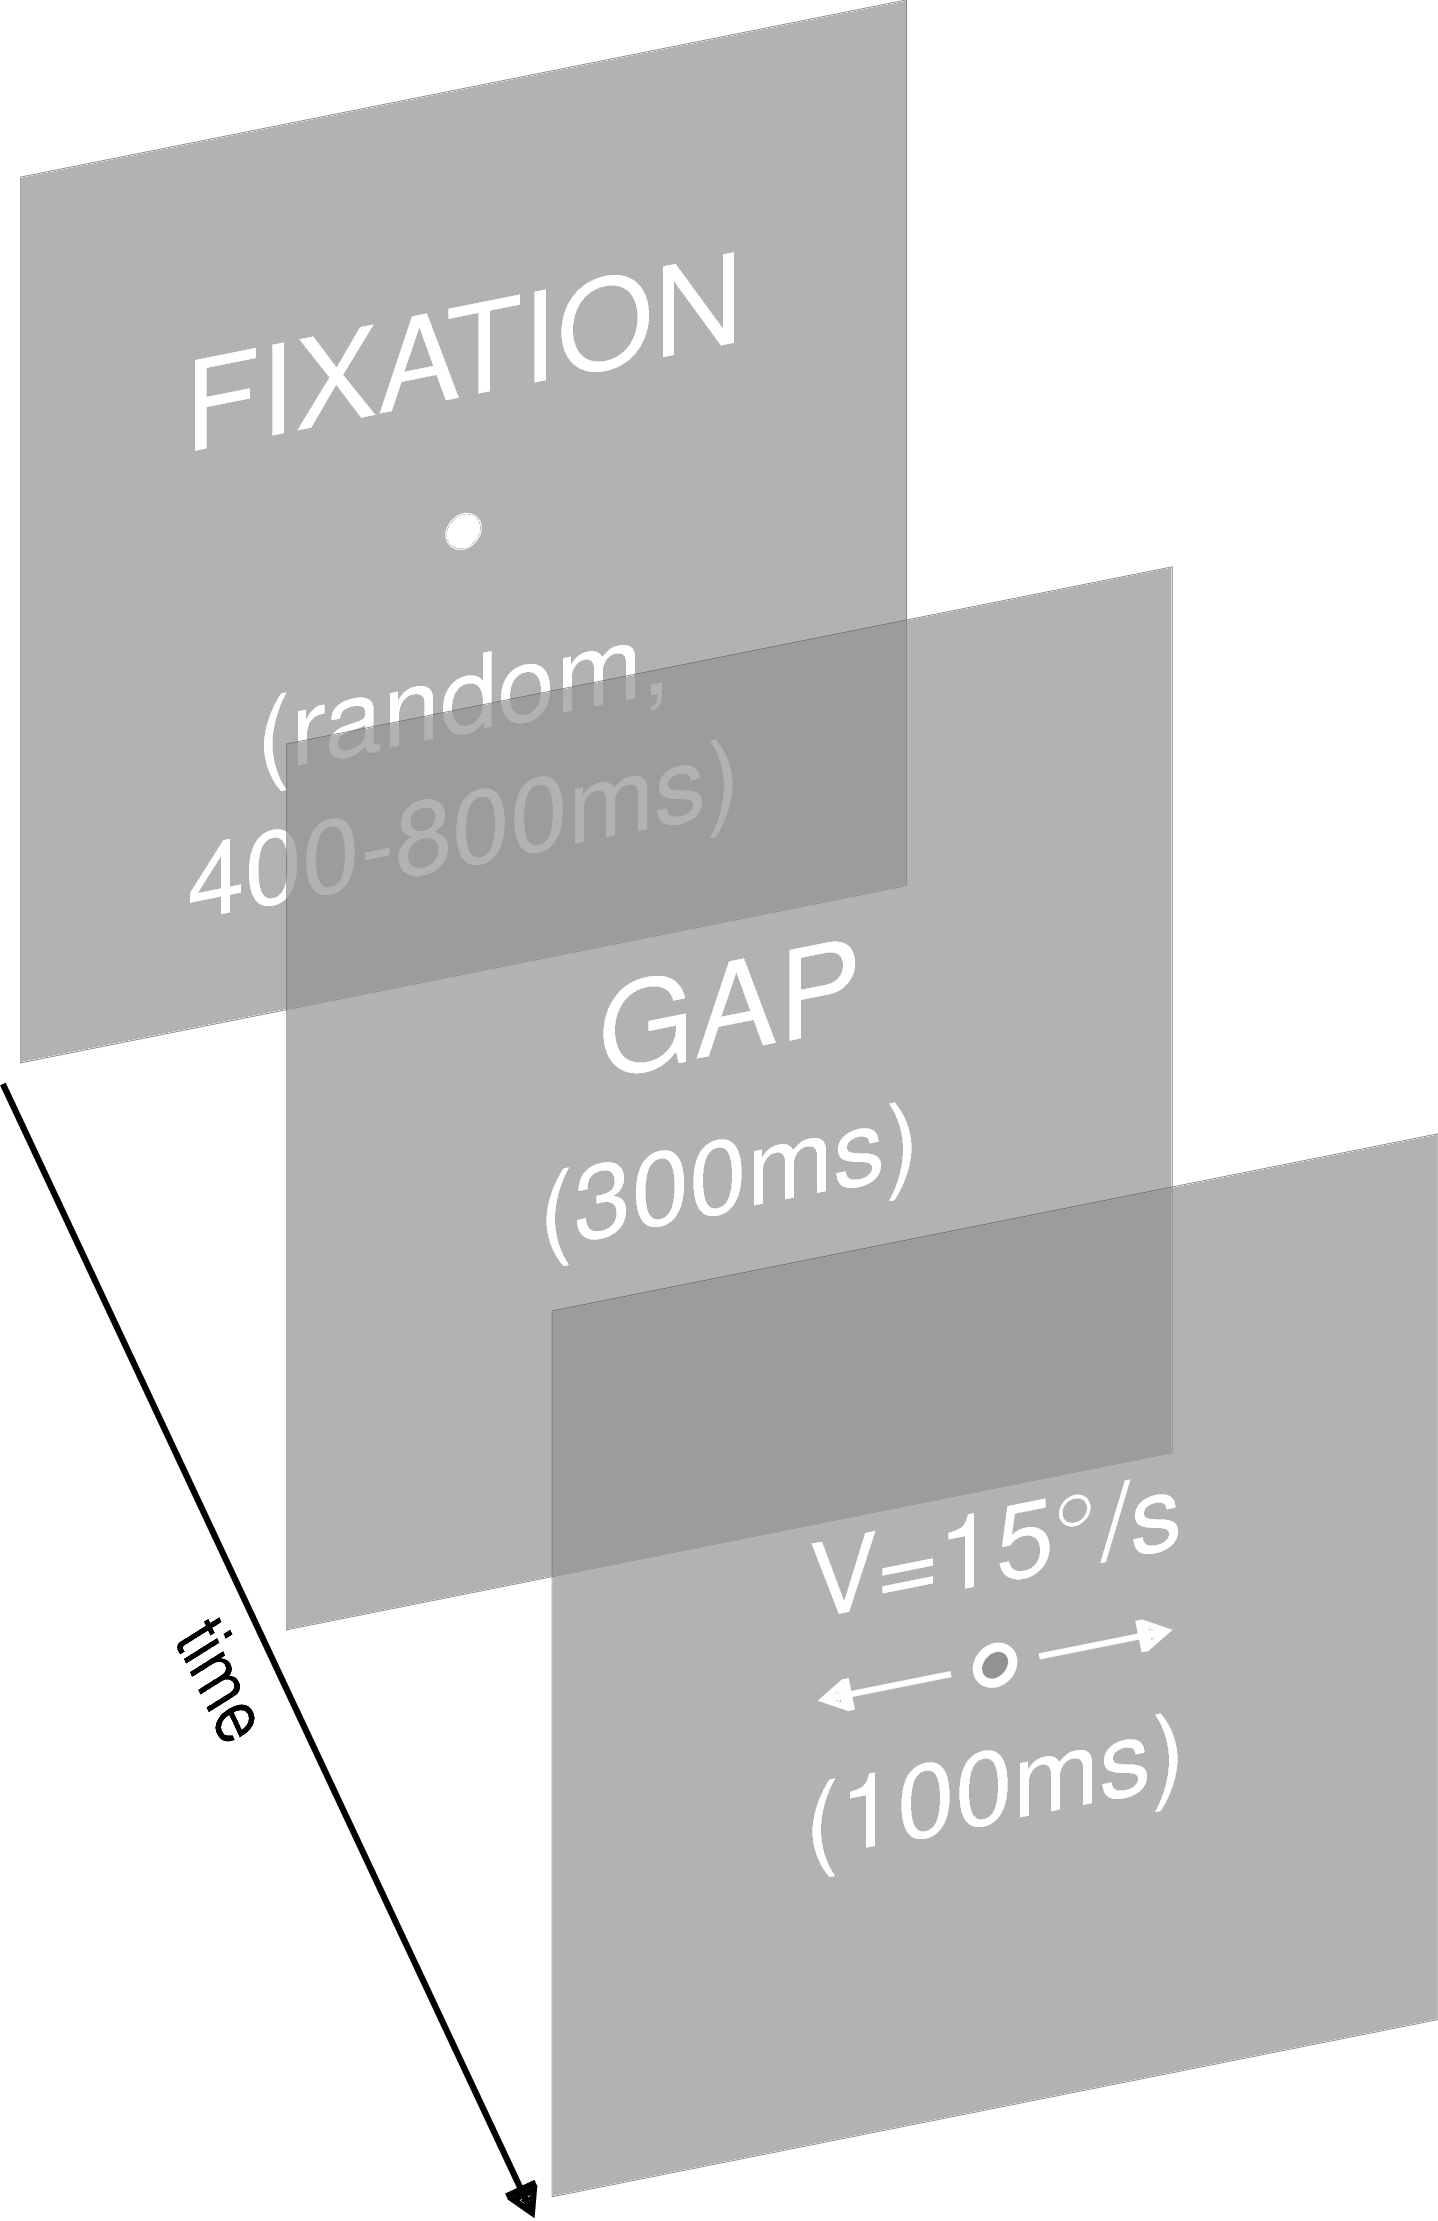 FIXATION
(random,
400-800ms)
GAP
(300ms)
V=15°/s
(100ms)
time